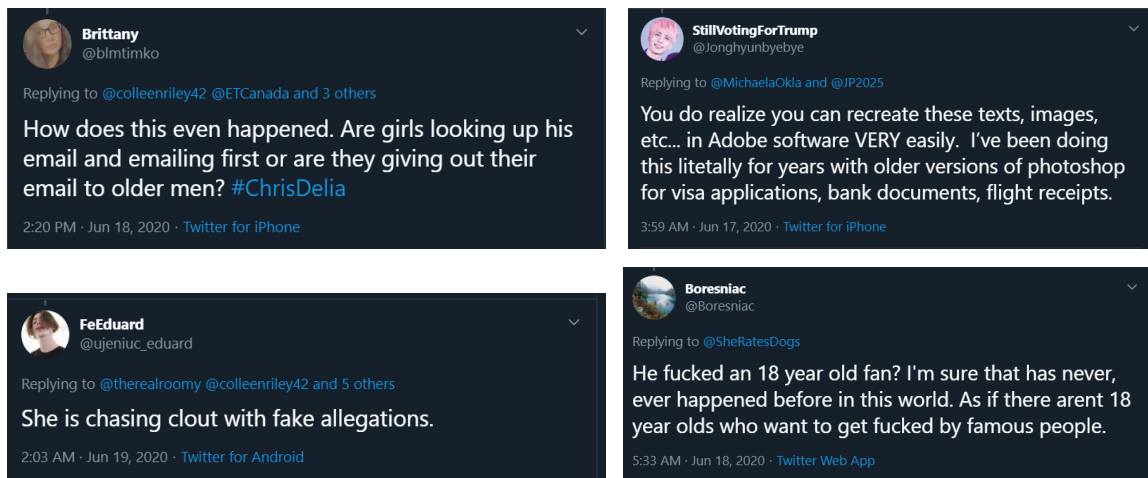 Brittany
@blmtimko
Replying to @colleenriley42 @ETCanada and 3 others
How does this even happened. Are girls looking up his
email and emailing first or are they giving out their
email to older men? #ChrisDelia
2:20 PM · Jun 18, 2020 · Twitter for iPhone
StillVotingForTrump
@Jonghyunbyebye
Replying to @MichaelaOkla and @JP2025
You do realize you can recreate these texts, images,
etc... in Adobe software VERY easily.  I've been doing
this litetally for years with older versions of photoshop
for visa applications, bank documents, flight receipts.
3:59 AM · Jun 17, 2020 · Twitter for iPhone
FeEduard
@ujeniuc_eduard
Replying to @therealroomy @colleenriley42 and 5 others
She is chasing clout with fake allegations.
2:03 AM · Jun 19, 2020 · Twitter for Android
Boresniac
@Boresniac
Replying to @SheRatesDogs
He fucked an 18 year old fan? I'm sure that has never,
ever happened before in this world. As if there arent 18
year olds who want to get fucked by famous people.
5:33 AM · Jun 18, 2020 · Twitter Web App